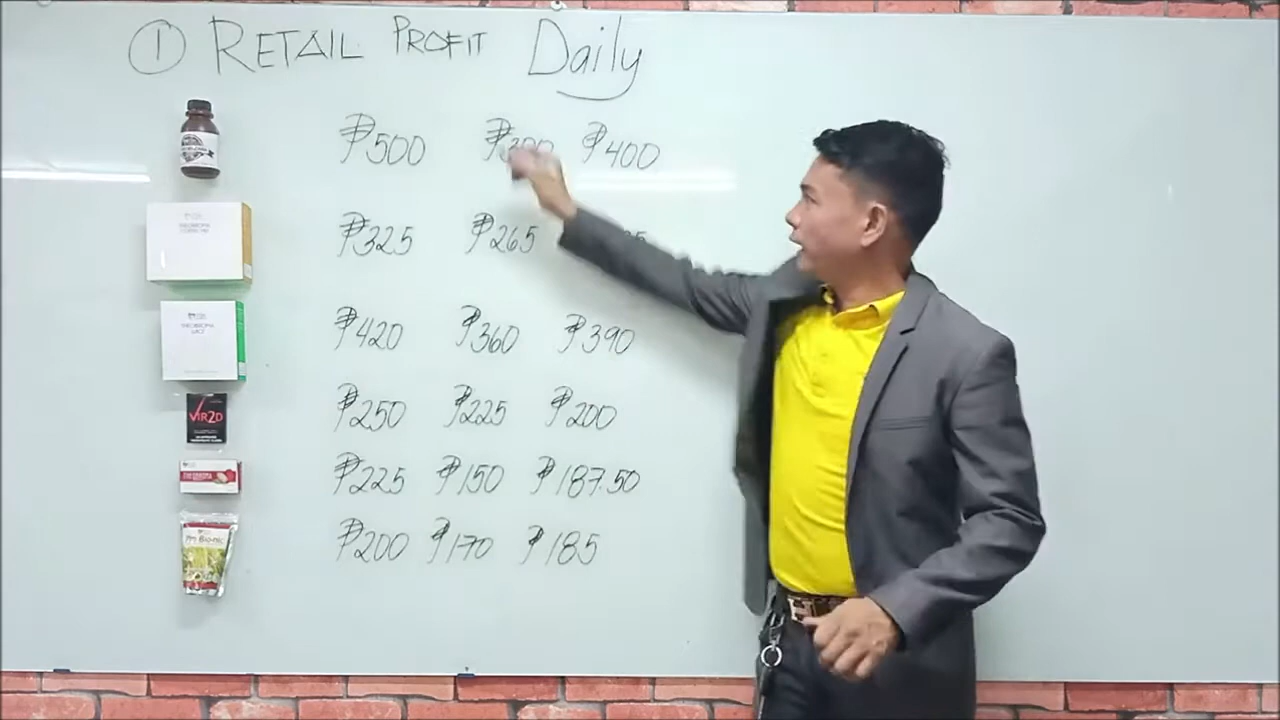 ① RETAIL PROFIT Daily
₱500 ₱300 ₱400
₱325 ₱265
₱420 ₱360 ₱390
VIR2D
₱250 ₱225 ₱200
₱225 ₱150 ₱187.50
₱200 ₱170 ₱185